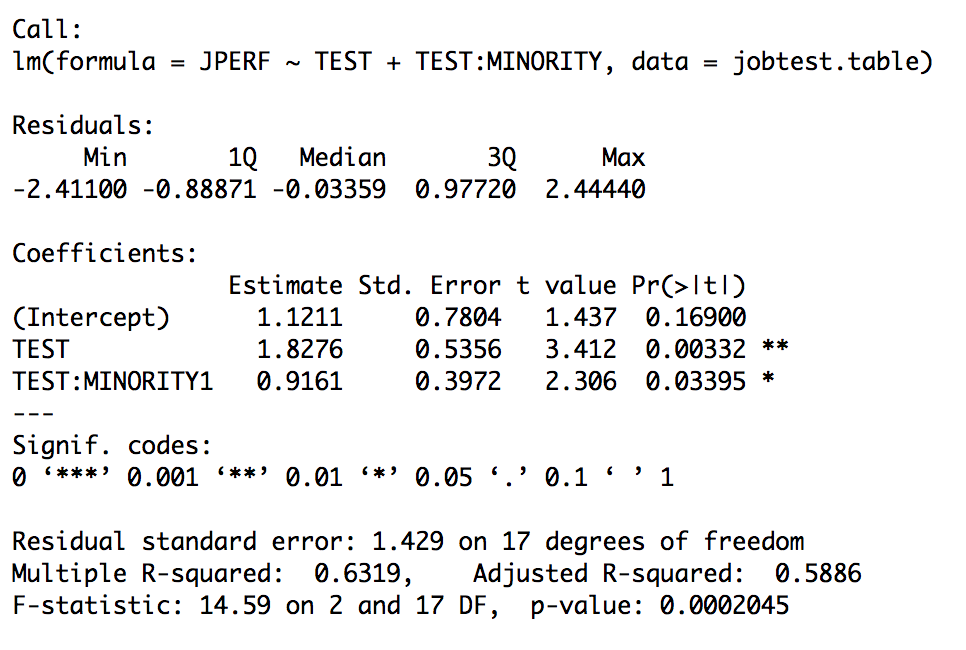 Call:
lm(formula = JPERF ~ TEST + TEST:MINORITY, data = jobtest.table)
Residuals:
Min 1Q Median 3Q Max
-2.41100 -0.88871 -0.03359 0.97720 2.44440
Coefficients:
Estimate Std. Error t value Pr(>|t|)
(Intercept) 1.1211 0.7804 1.437 0.16900
TEST 1.8276 0.5356 3.412 0.00332 **
TEST:MINORITY1 0.9161 0.3972 2.306 0.03395 *
---
Signif. codes:
0 ‘***’ 0.001 ‘**’ 0.01 ‘*’ 0.05 ‘.’ 0.1 ‘ ’ 1
Residual standard error: 1.429 on 17 degrees of freedom
Multiple R-squared: 0.6319, Adjusted R-squared: 0.5886
F-statistic: 14.59 on 2 and 17 DF, p-value: 0.0002045